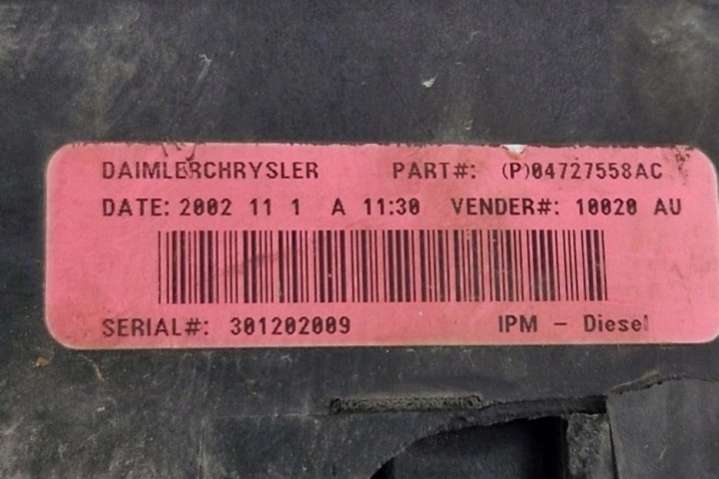 DAIMLERCHRYSLER PART#: (P)04727558AC
DATE: 2002 11 1 A 11:30 VENDER#: 10020 AU
SERIAL#: 301202009 IPM - Diesel